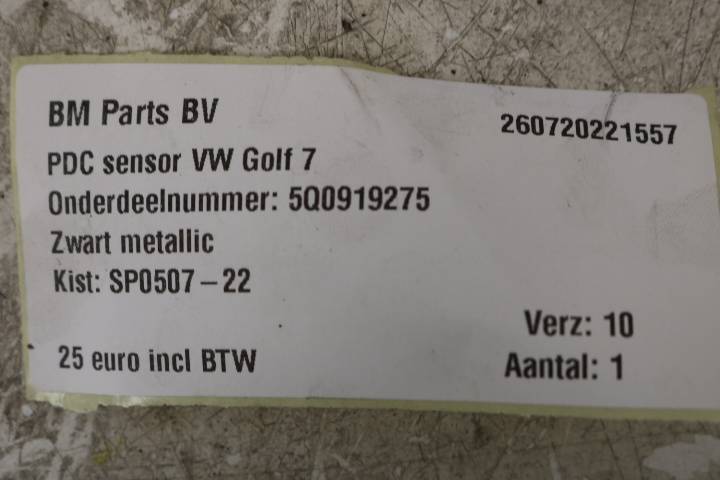 BM Parts BV
260720221557
PDC sensor VW Golf 7
Onderdeelnummer: 5Q0919275
Zwart metallic
Kist: SP0507-22
Verz: 10
25 euro incl BTW
Aantal: 1